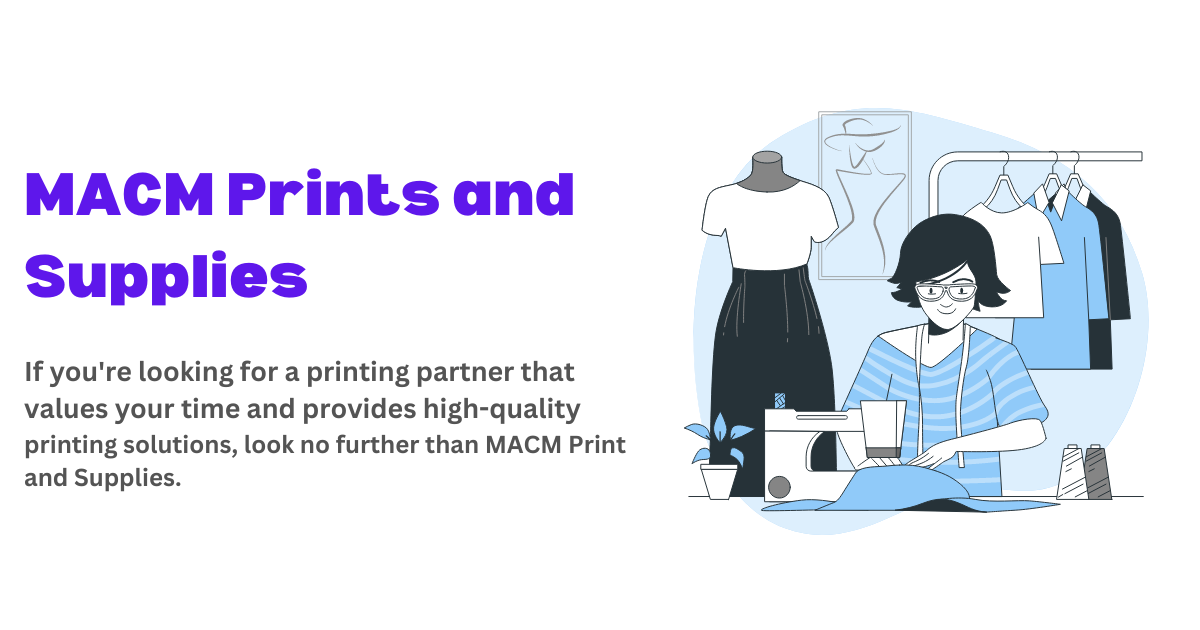 MACM Prints and
Supplies
If you're looking for a printing partner that
values your time and provides high-quality
printing solutions, look no further than MACM Print
and Supplies.